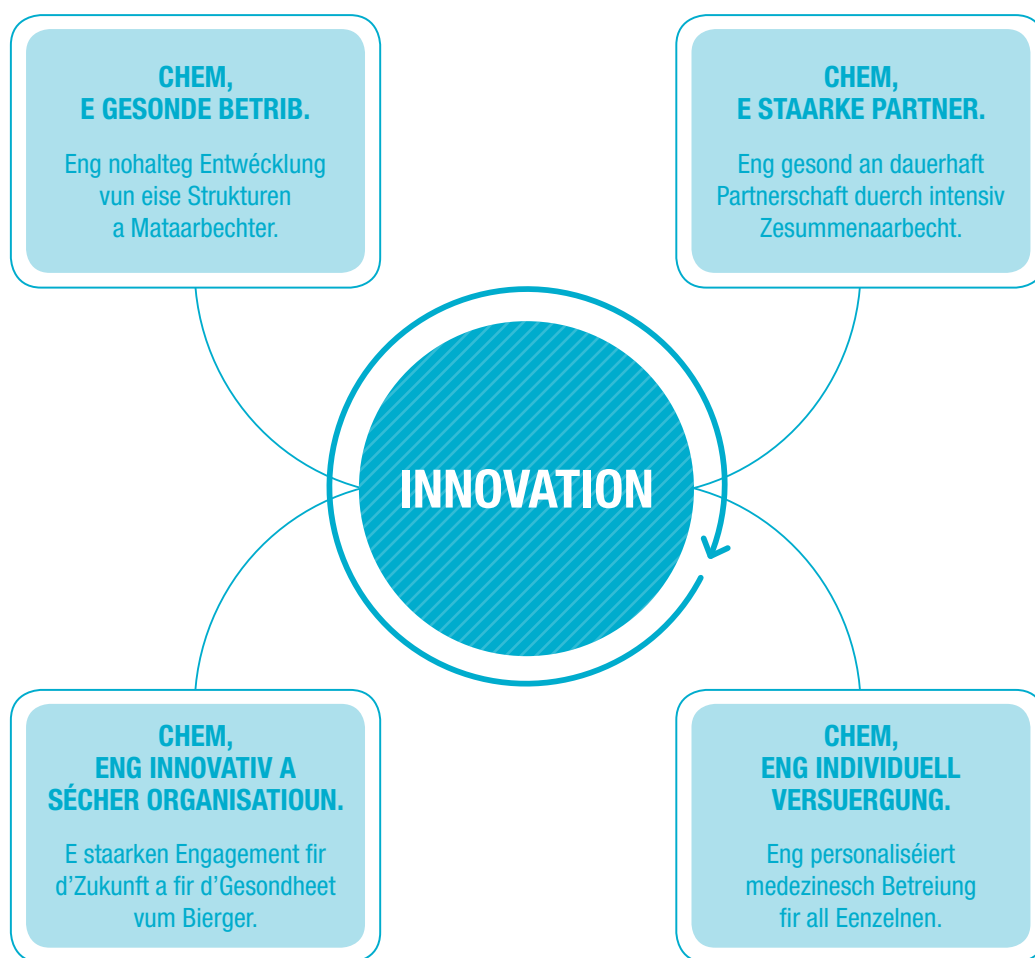 CHEM,
E GESONDE BETRIB.
Eng nohalteg Entwécklung
vun eise Strukturen
a Mataarbechter.
CHEM,
E STAARKE PARTNER.
Eng gesond an dauerhaft
Partnerschaft duerch intensiv
Zesummenaarbecht.
INNOVATION
CHEM,
ENG INNOVATIV A
SÉCHER ORGANISATIOUN.
E staarken Engagement fir
d’Zukunft a fir d’Gesondheet
vum Bierger.
CHEM,
ENG INDIVIDUELL
VERSUERGUNG.
Eng personaliséiert
medezinesch Betreiung
fir all Eenzelnen.